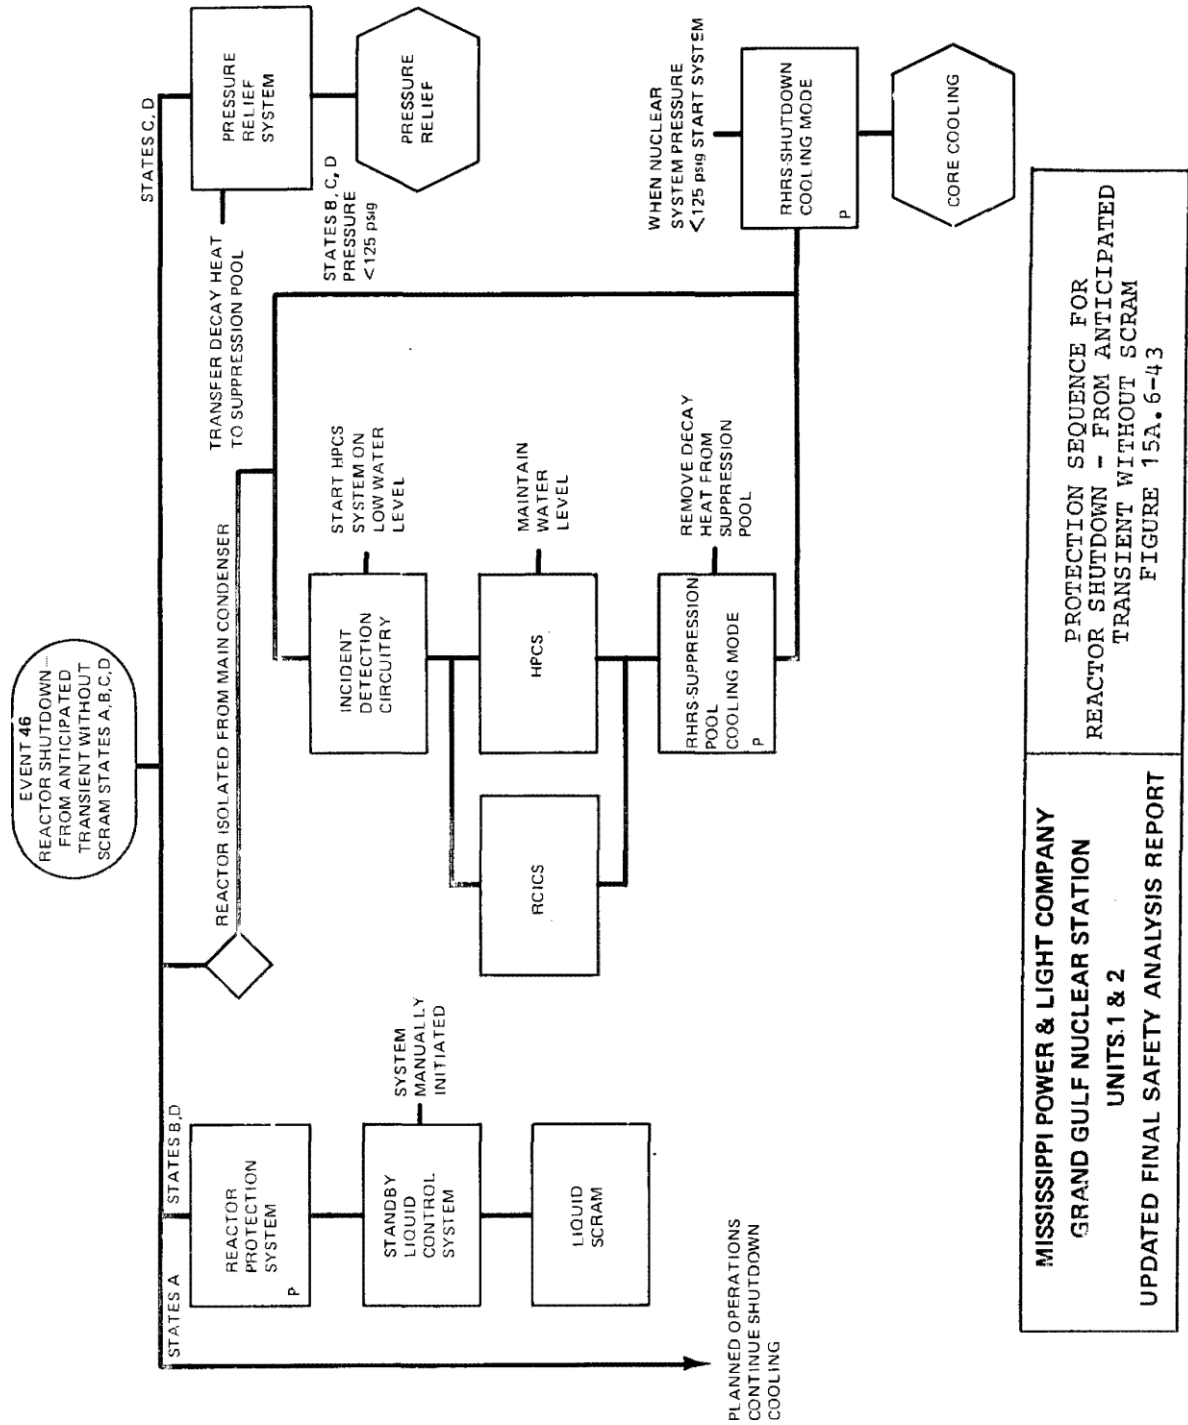 EVENT 46
REACTOR SHUTDOWN—
FROM ANTICIPATED
TRANSIENT WITHOUT
SCRAM STATES A,B,C,D
STATES A
STATES B,D
STATES C, D
REACTOR
PROTECTION
SYSTEM
P
SYSTEM
MANUALLY
INITIATED
STANDBY
LIQUID
CONTROL
SYSTEM
LIQUID
SCRAM
PLANNED OPERATIONS
CONTINUE SHUTDOWN
COOLING
REACTOR ISOLATED FROM MAIN CONDENSER
START HPCS
SYSTEM ON
LOW WATER
LEVEL
INCIDENT
DETECTION
CIRCUITRY
MAINTAIN
WATER
LEVEL
HPCS
RCICS
REMOVE DECAY
HEAT FROM
SUPPRESSION
POOL
RHRS-SUPPRESSION
POOL
COOLING MODE
P
PRESSURE
RELIEF
SYSTEM
TRANSFER DECAY HEAT
TO SUPPRESSION POOL
PRESSURE
RELIEF
STATES B, C, D
PRESSURE
<125 psig
WHEN NUCLEAR
SYSTEM PRESSURE
<125 psig START SYSTEM
RHRS-SHUTDOWN
COOLING MODE
P
CORE COOLING
MISSISSIPPI POWER & LIGHT COMPANY
GRAND GULF NUCLEAR STATION
UNITS 1 & 2
UPDATED FINAL SAFETY ANALYSIS REPORT
PROTECTION SEQUENCE FOR
REACTOR SHUTDOWN - FROM ANTICIPATED
TRANSIENT WITHOUT SCRAM
FIGURE 15A.6-43